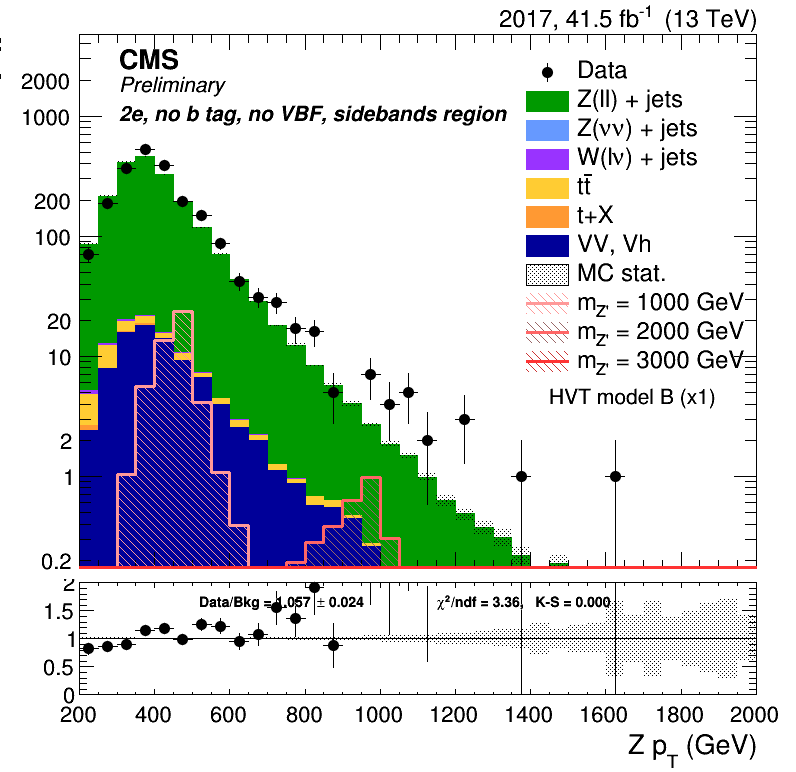 2017, 41.5 fb⁻¹ (13 TeV)
CMS
Preliminary
2e, no b tag, no VBF, sidebands region
Data
Z(ll) + jets
Z(νν) + jets
W(lν) + jets
tt̄
t+X
VV, Vh
MC stat.
m_Z' = 1000 GeV
m_Z' = 2000 GeV
m_Z' = 3000 GeV
HVT model B (x1)
2000
1000
200
100
20
10
2
1
0.2
Data/Bkg = 1.057 ± 0.024
χ²/ndf = 3.36, K-S = 0.000
2
1.5
1
0.5
0
200 400 600 800 1000 1200 1400 1600 1800 2000
Z p_T (GeV)